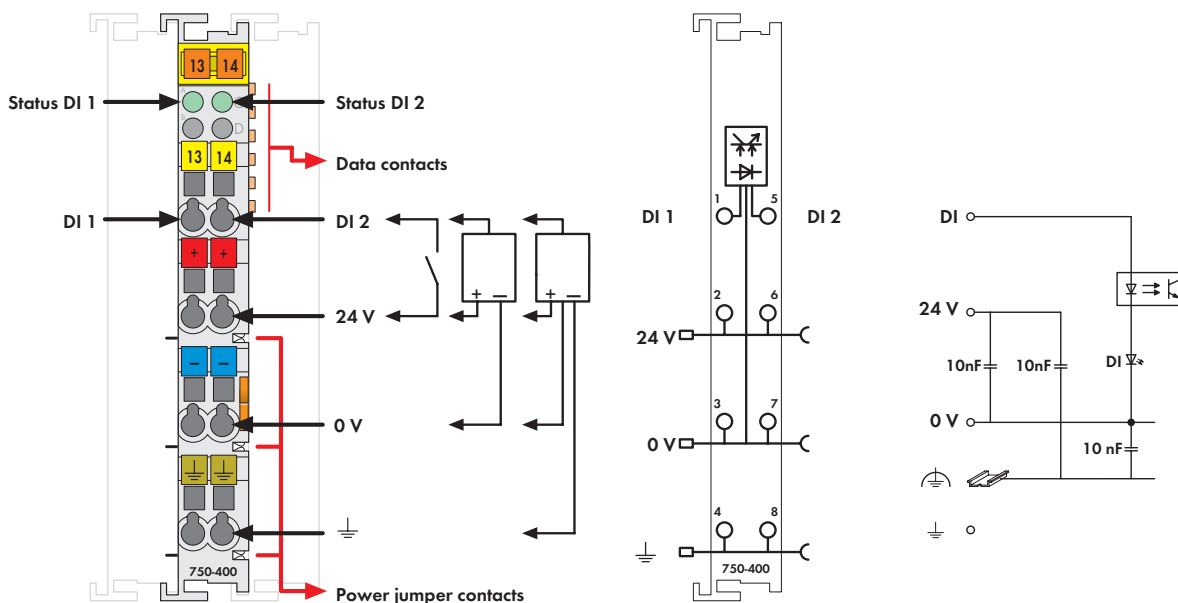 13 14
A C
Status DI 1
Status DI 2
B D
13 14
Data contacts
DI 1
DI 2
+ +
+ −
+ −
24 V
− −
0 V
750-400
Power jumper contacts
1 5
DI 1
DI 2
2 6
24 V
3 7
0 V
4 8
750-400
DI
24 V
10nF
10nF
DI
0 V
10 nF